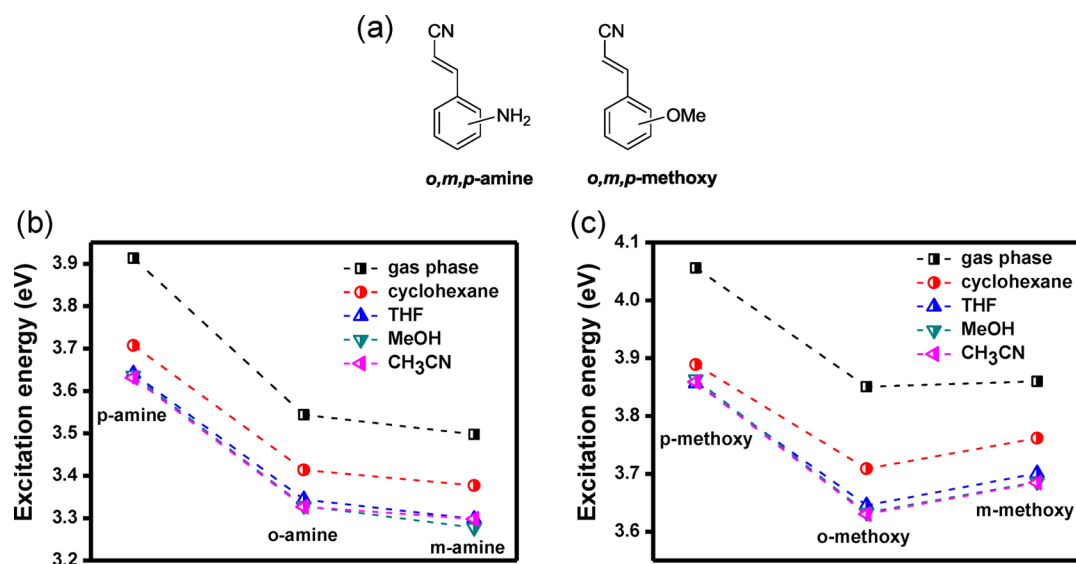 (a)
CN
CN
NH₂
OMe
o,m,p-amine
o,m,p-methoxy
(b)
Excitation energy (eV)
3.9
3.8
3.7
3.6
3.5
3.4
3.3
3.2
gas phase
cyclohexane
THF
MeOH
CH₃CN
p-amine
o-amine
m-amine
(c)
Excitation energy (eV)
4.1
4.0
3.9
3.8
3.7
3.6
gas phase
cyclohexane
THF
MeOH
CH₃CN
p-methoxy
o-methoxy
m-methoxy